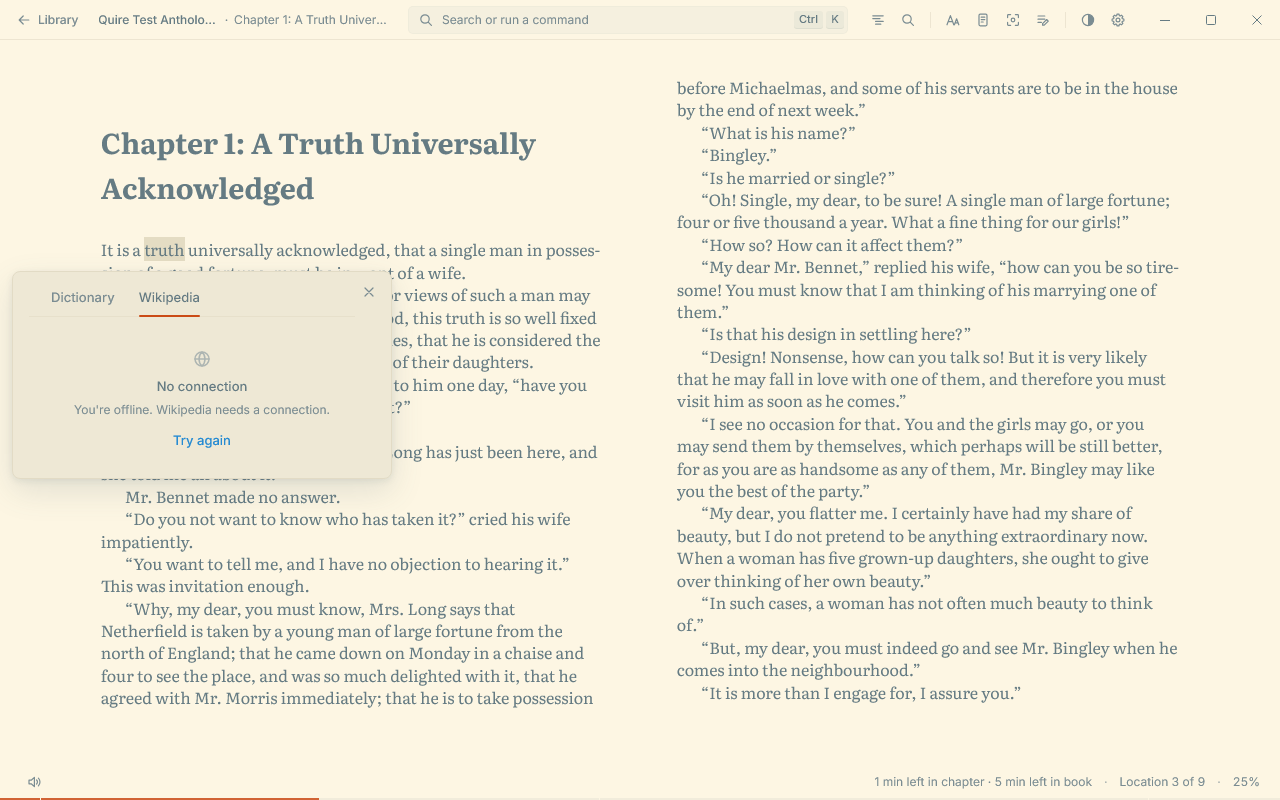 Library
Quire Test Antholo... · Chapter 1: A Truth Univer...
Search or run a command
Ctrl K
Chapter 1: A Truth Universally
Acknowledged
It is a truth universally acknowledged, that a single man in posses-
of a wife.
or views of such a man may
this truth is so well fixed
that he is considered the
of their daughters.
to him one day, “have you
Dictionary
Wikipedia
No connection
You're offline. Wikipedia needs a connection.
Try again
has just been here, and
Mr. Bennet made no answer.
“Do you not want to know who has taken it?” cried his wife
impatiently.
“You want to tell me, and I have no objection to hearing it.”
This was invitation enough.
“Why, my dear, you must know, Mrs. Long says that
Netherfield is taken by a young man of large fortune from the
north of England; that he came down on Monday in a chaise and
four to see the place, and was so much delighted with it, that he
agreed with Mr. Morris immediately; that he is to take possession
before Michaelmas, and some of his servants are to be in the house
by the end of next week.”
“What is his name?”
“Bingley.”
“Is he married or single?”
“Oh! Single, my dear, to be sure! A single man of large fortune;
four or five thousand a year. What a fine thing for our girls!”
“How so? How can it affect them?”
“My dear Mr. Bennet,” replied his wife, “how can you be so tire-
some! You must know that I am thinking of his marrying one of
them.”
“Is that his design in settling here?”
“Design! Nonsense, how can you talk so! But it is very likely
that he may fall in love with one of them, and therefore you must
visit him as soon as he comes.”
“I see no occasion for that. You and the girls may go, or you
may send them by themselves, which perhaps will be still better,
for as you are as handsome as any of them, Mr. Bingley may like
you the best of the party.”
“My dear, you flatter me. I certainly have had my share of
beauty, but I do not pretend to be anything extraordinary now.
When a woman has five grown-up daughters, she ought to give
over thinking of her own beauty.”
“In such cases, a woman has not often much beauty to think
of.”
“But, my dear, you must indeed go and see Mr. Bingley when he
comes into the neighbourhood.”
“It is more than I engage for, I assure you.”
1 min left in chapter · 5 min left in book · Location 3 of 9 · 25%